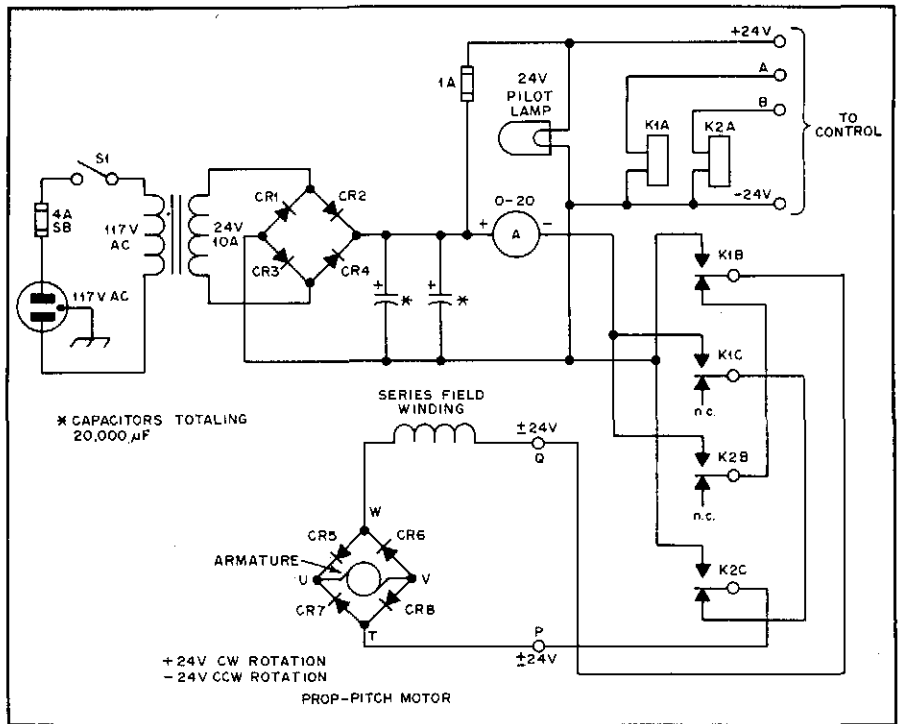 +24V
A
B
TO
CONTROL
-24V
1A
24V
PILOT
LAMP
K1A
K2A
S1
4A
SB
117V
AC
24V
10A
117V AC
CR1
CR2
CR3
CR4
+
*
+
*
0-20
+
A
-
K1B
K1C
n.c.
K2B
n.c.
K2C
* CAPACITORS TOTALING
20,000 µF
SERIES FIELD
WINDING
±24V
Q
W
CR5
CR6
ARMATURE
U
V
CR7
CR8
T
P
±24V
+24V CW ROTATION
-24V CCW ROTATION
PROP-PITCH MOTOR